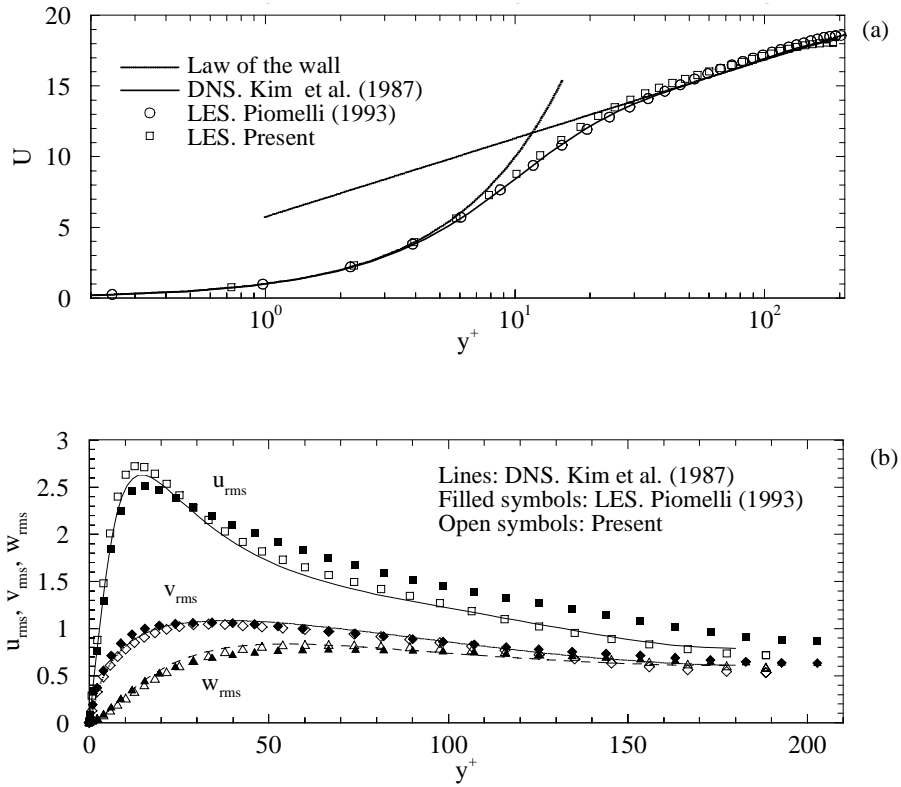 (a)
20
15
10
5
0
U
Law of the wall
DNS. Kim et al. (1987)
LES. Piomelli (1993)
LES. Present
10⁰ 10¹ 10²
y⁺
(b)
3
2.5
2
1.5
1
0.5
0
u_rms, v_rms, w_rms
Lines: DNS. Kim et al. (1987)
Filled symbols: LES. Piomelli (1993)
Open symbols: Present
u_rms
v_rms
w_rms
0 50 100 150 200
y⁺